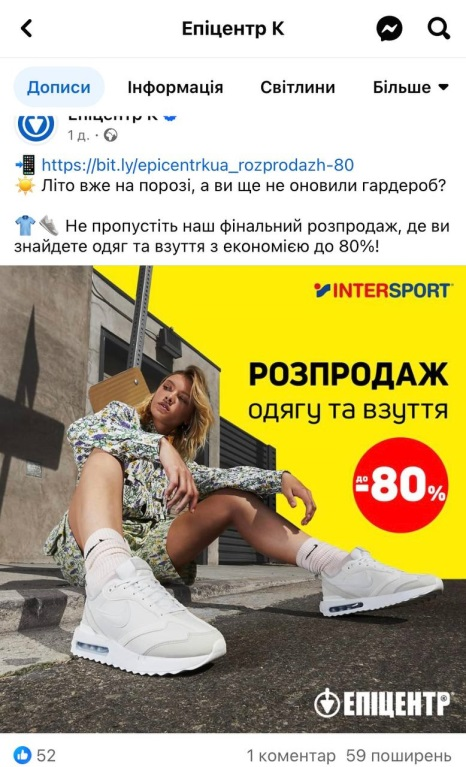 Епіцентр К
Дописи
Інформація
Світлини
Більше
Епіцентр К
1 д.
https://bit.ly/epicentrkua_rozprodazh-80
Літо вже на порозі, а ви ще не оновили гардероб?
Не пропустіть наш фінальний розпродаж, де ви
знайдете одяг та взуття з економією до 80%!
INTERSPORT
РОЗПРОДАЖ
одягу та взуття
до
-80%
ЕПІЦЕНТР®
52
1 коментар
59 поширень